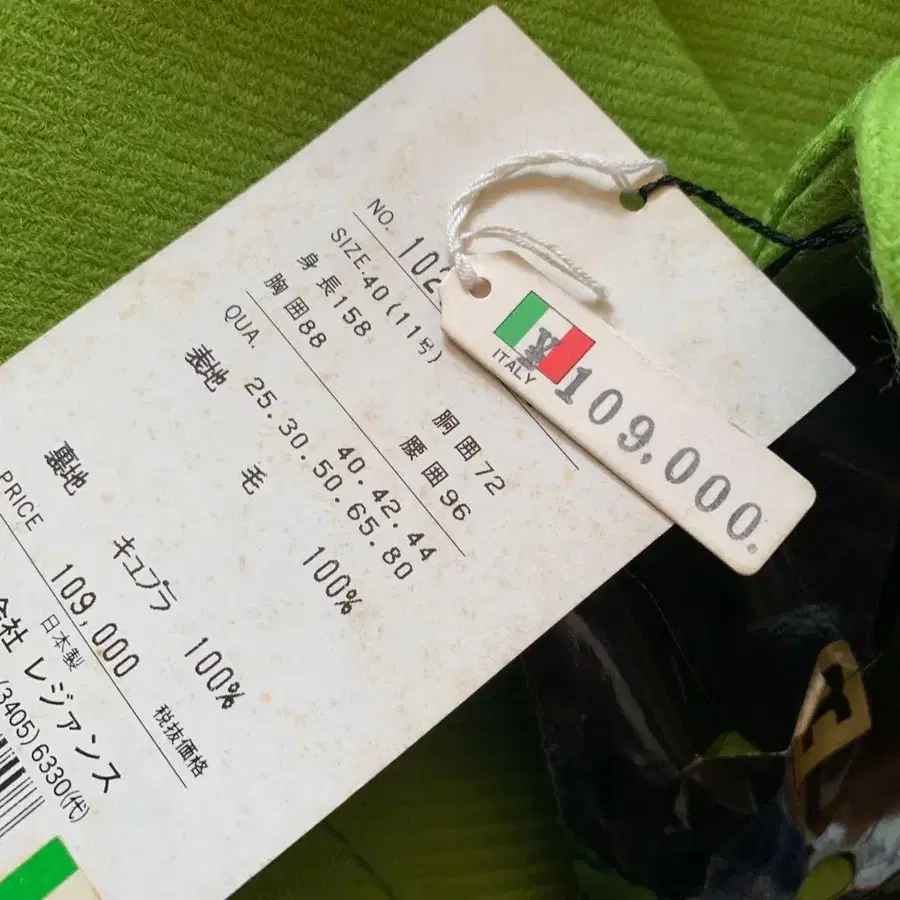 NO. 102
SIZE.40(11号)
身長158 胴囲72
胸囲88 腰囲96
QUA. 40.42.44
25.30.50.65.80
表地 毛 100%
裏地 キュプラ 100%
PRICE 109,000 税抜価格
日本製
会社 レジァンス
(3405)6330(代)
ITALY
¥109,000.